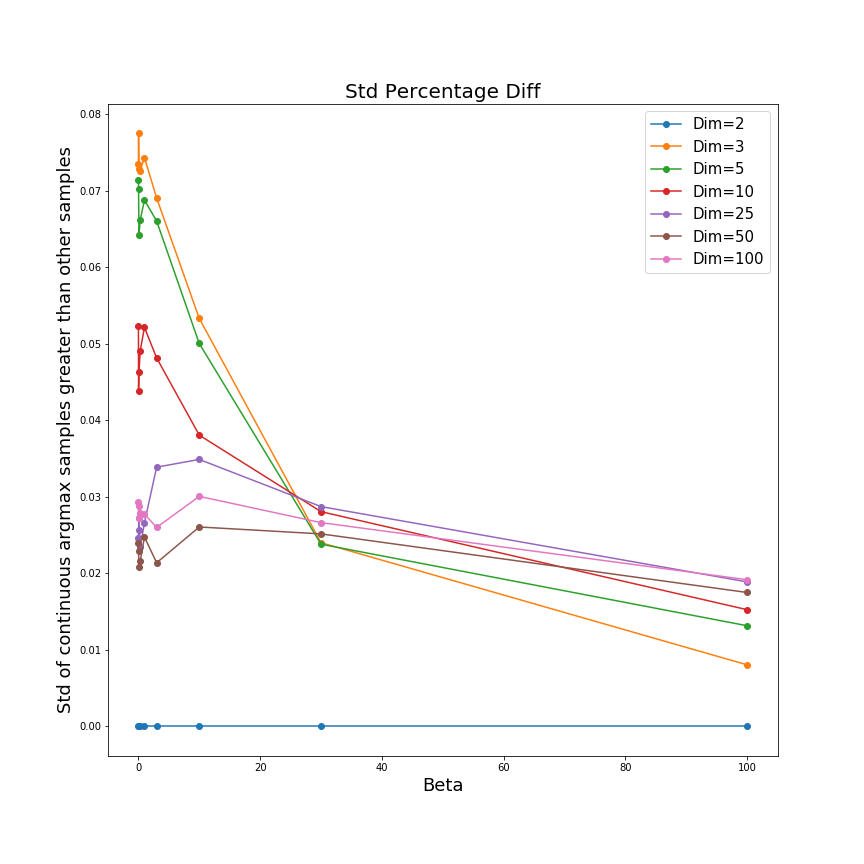 Std Percentage Diff
Std of continuous argmax samples greater than other samples
0.08
0.07
0.06
0.05
0.04
0.03
0.02
0.01
0.00
Dim=2
Dim=3
Dim=5
Dim=10
Dim=25
Dim=50
Dim=100
0 20 40 60 80 100
Beta